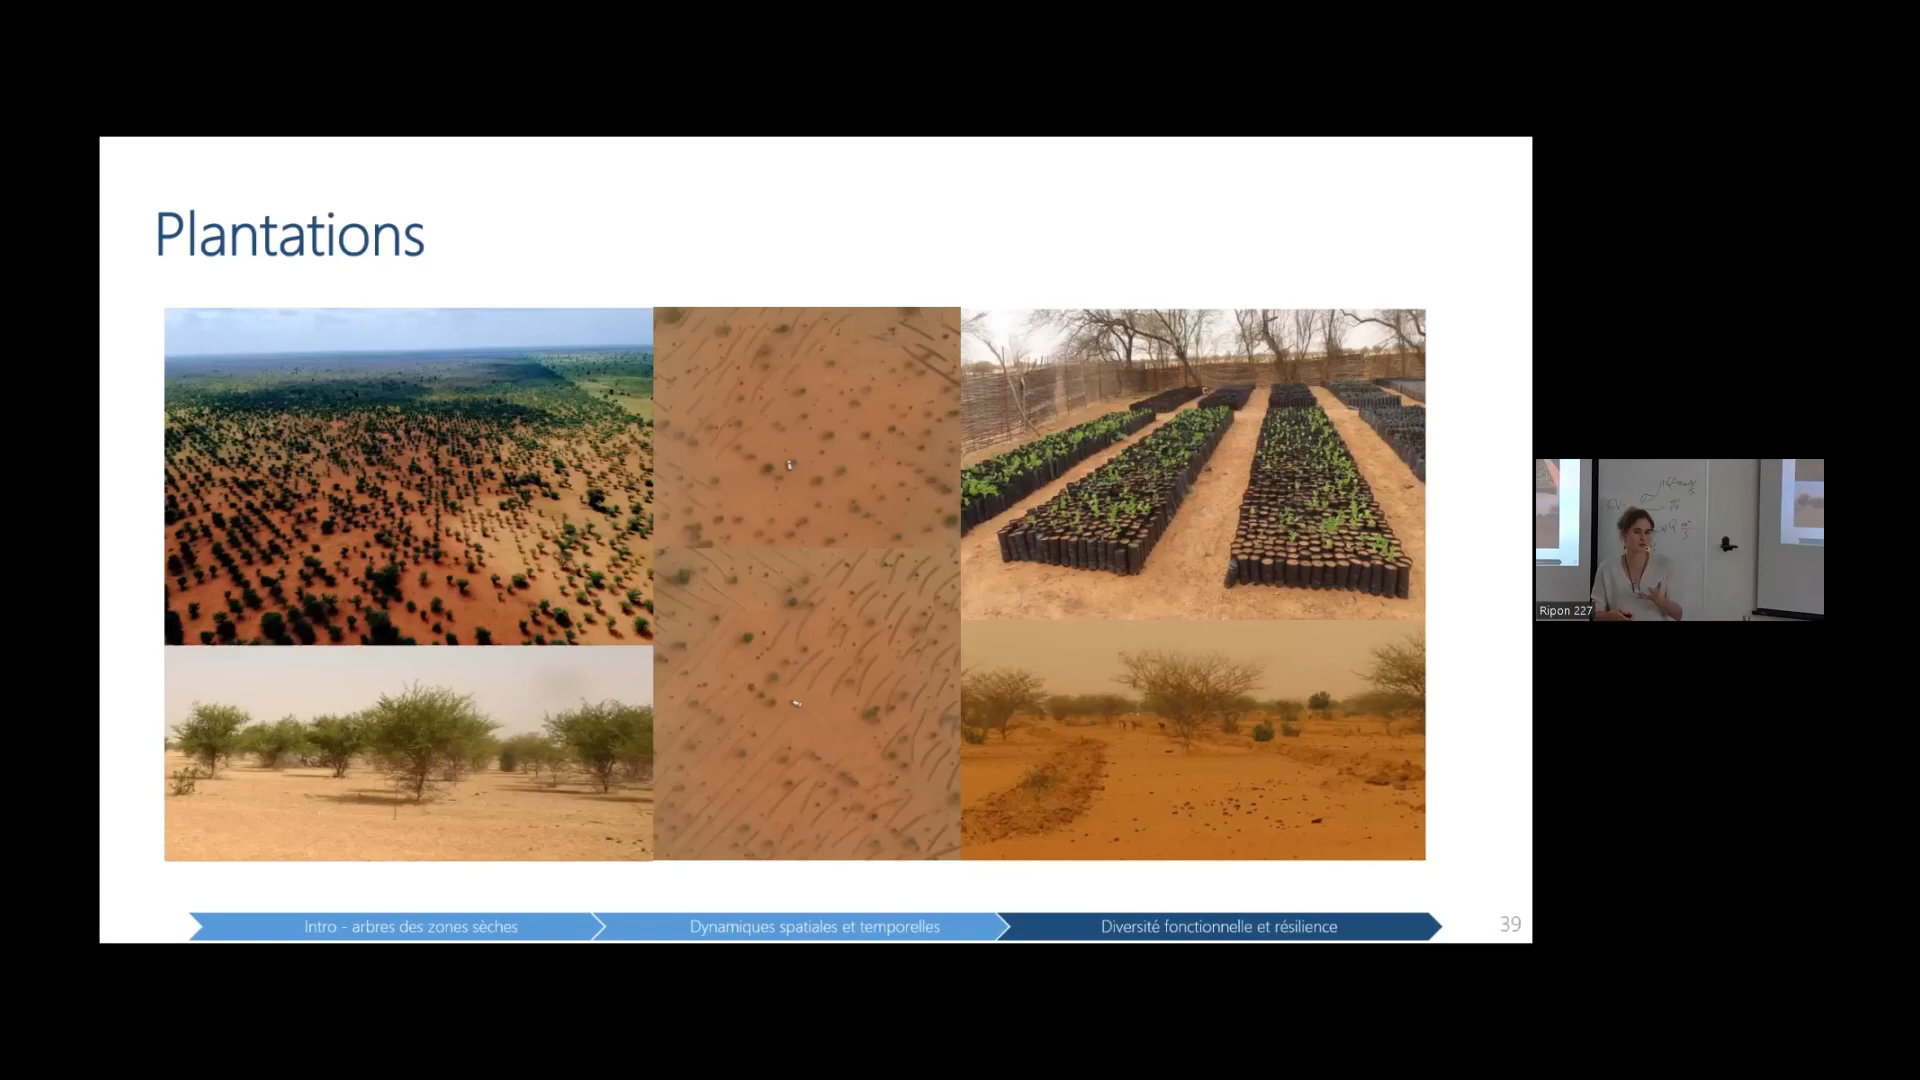 Plantations
Intro - arbres des zones sèches
Dynamiques spatiales et temporelles
Diversité fonctionnelle et résilience
39
Ripon 227